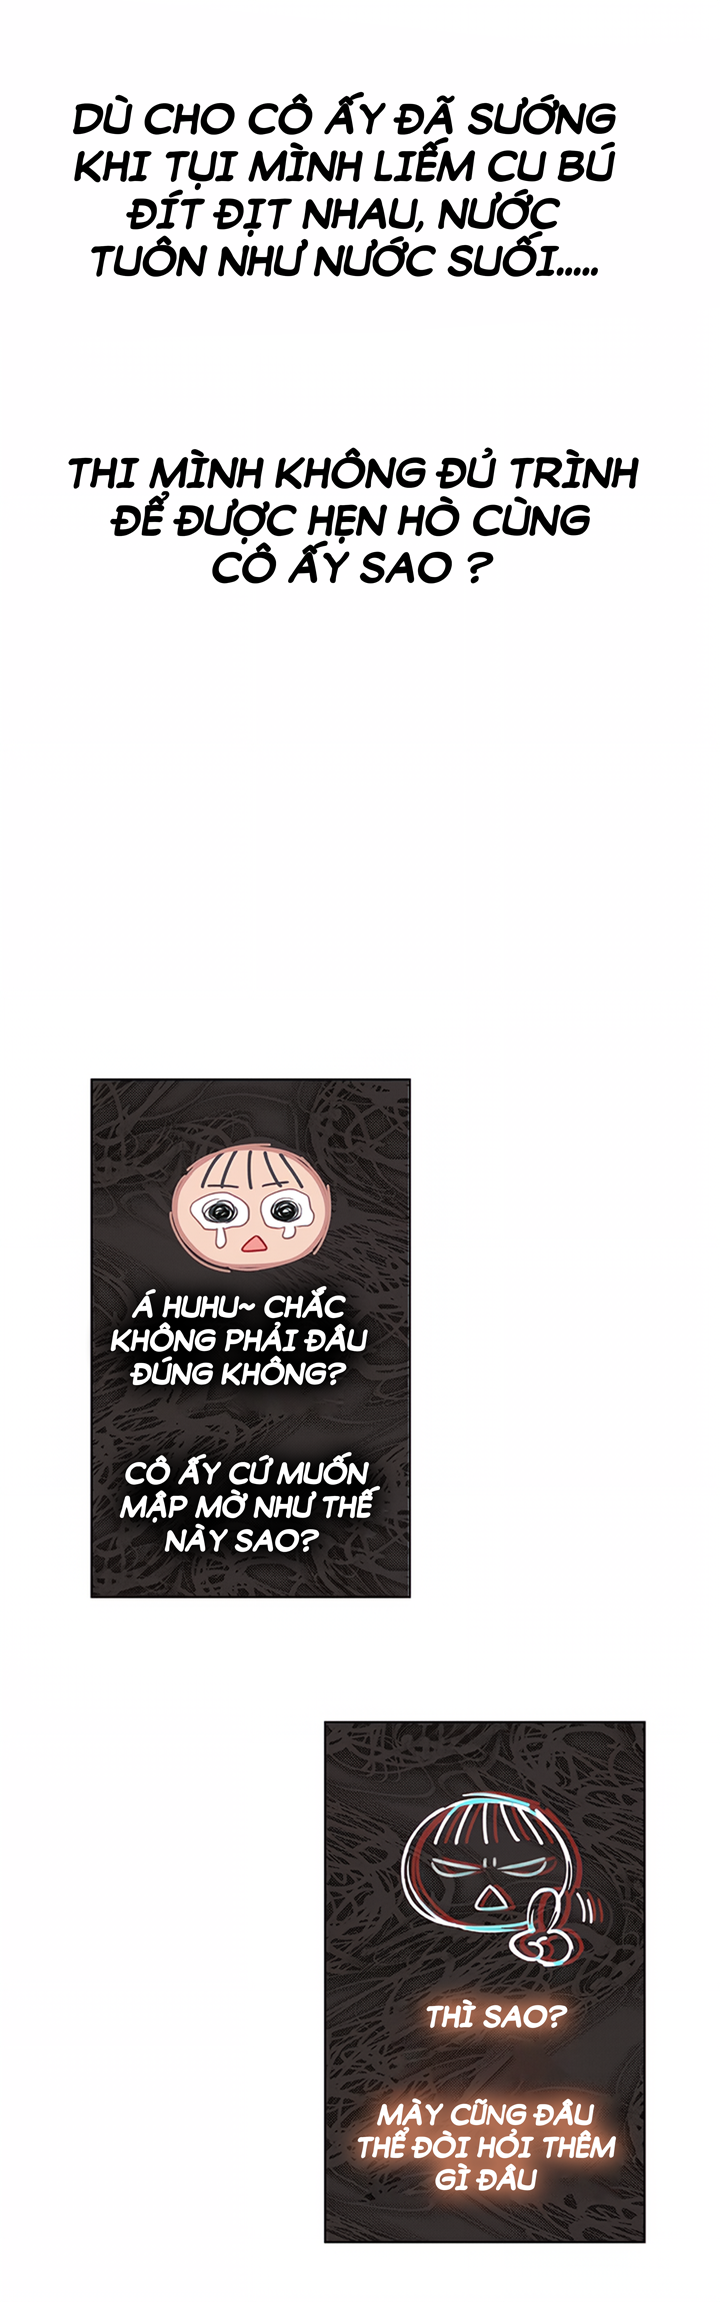 DÙ CHO CÔ ẤY ĐÃ SƯỚNG
KHI TỤI MÌNH LIẾM CU BÚ
ĐÍT ĐỊT NHAU, NƯỚC
TUÔN NHƯ NƯỚC SUỐI.....
THI MÌNH KHÔNG ĐỦ TRÌNH
ĐỂ ĐƯỢC HẸN HÒ CÙNG
CÔ ẤY SAO ?
Á HUHU~ CHẮC
KHÔNG PHẢI ĐÂU
ĐÚNG KHÔNG?
CÔ ẤY CỨ MUỐN
MẬP MỜ NHƯ THẾ
NÀY SAO?
THÌ SAO?
MÀY CŨNG ĐÂU
THỂ ĐÒI HỎI THÊM
GÌ ĐÂU